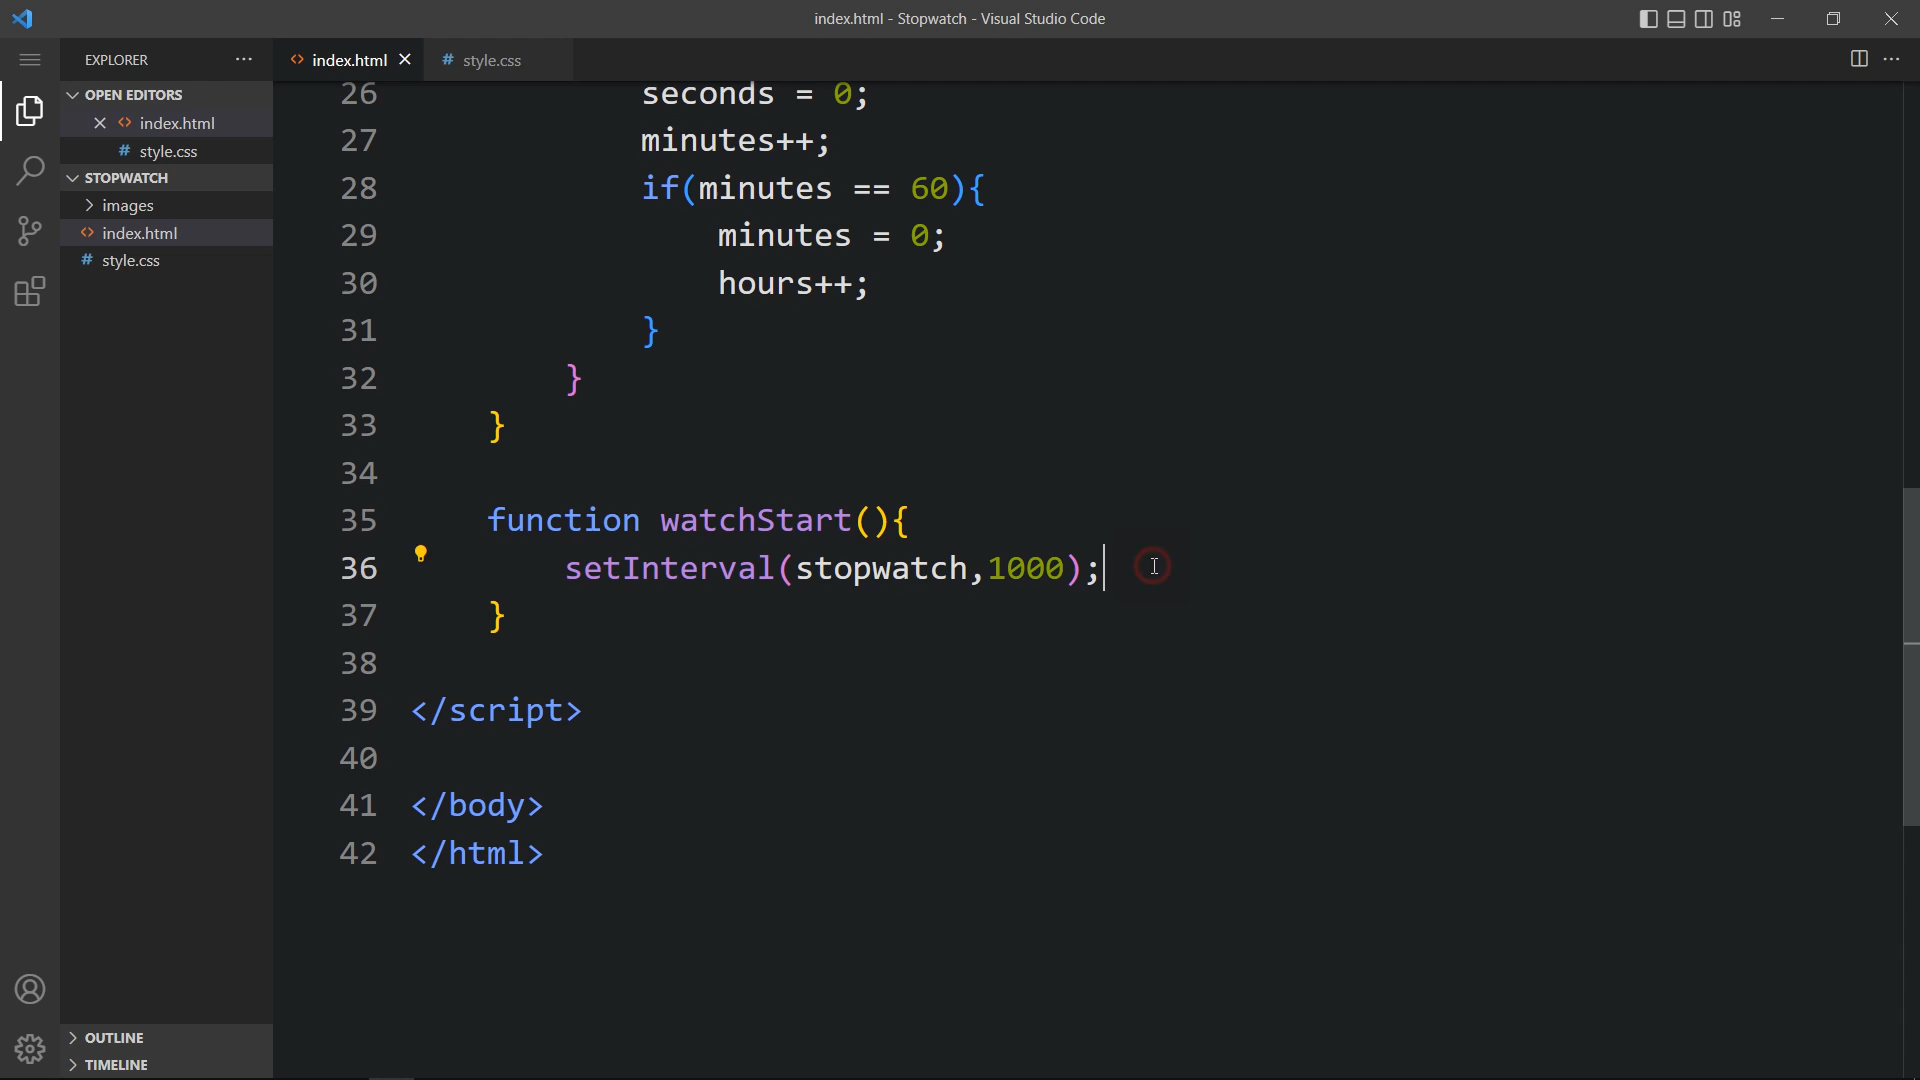 index.html - Stopwatch - Visual Studio Code
EXPLORER
index.html
# style.css
OPEN EDITORS
index.html
# style.css
STOPWATCH
images
index.html
# style.css
OUTLINE
TIMELINE
26 seconds = 0;
27 minutes++;
28 if(minutes == 60){
29 minutes = 0;
30 hours++;
31 }
32 }
33 }
34
35 function watchStart(){
36 setInterval(stopwatch,1000);
37 }
38
39 </script>
40
41 </body>
42 </html>